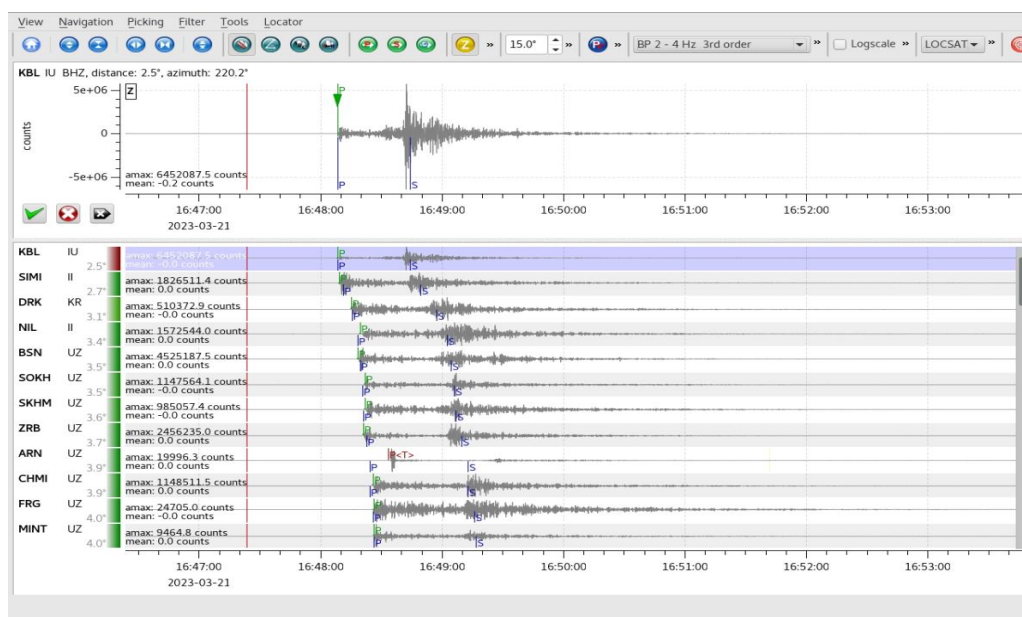 View Navigation Picking Filter Tools Locator
15.0° » P » BP 2 - 4 Hz 3rd order » Logscale » LOCSAT »
KBL IU BHZ, distance: 2.5°, azimuth: 220.2°
5e+06 Z P
counts
0
-5e+06
amax: 6452087.5 counts
mean: -0.2 counts P S
16:47:00 16:48:00 16:49:00 16:50:00 16:51:00 16:52:00 16:53:00
2023-03-21
KBL IU 2.5° amax: 6452087.5 counts P
mean: -0.0 counts P S
SIMI II 2.7° amax: 1826511.4 counts P
mean: 0.0 counts P S
DRK KR 3.1° amax: 510372.9 counts P
mean: -0.0 counts P S
NIL II 3.4° amax: 1572544.0 counts P
mean: 0.0 counts P S
BSN UZ 3.5° amax: 4525187.5 counts P
mean: 0.0 counts P S
SOKH UZ 3.5° amax: 1147564.1 counts P
mean: -0.0 counts P S
SKHM UZ 3.6° amax: 985057.4 counts P
mean: -0.0 counts P S
ZRB UZ 3.7° amax: 2456235.0 counts P
mean: 0.0 counts P S
ARN UZ 3.9° amax: 19996.3 counts P<T>
mean: 0.0 counts P S
CHMI UZ 3.9° amax: 1148511.5 counts P
mean: 0.0 counts P S
FRG UZ 4.0° amax: 24705.0 counts P
mean: -0.0 counts P S
MINT UZ 4.0° amax: 9464.8 counts P
mean: 0.0 counts P S
16:47:00 16:48:00 16:49:00 16:50:00 16:51:00 16:52:00 16:53:00
2023-03-21